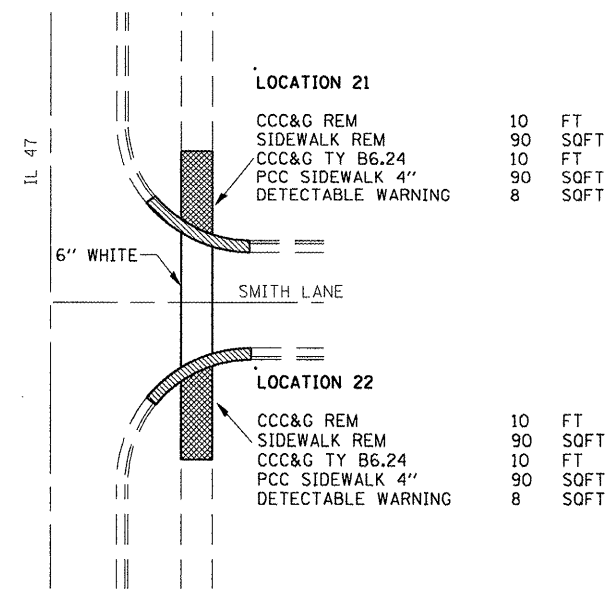 LOCATION 21
CCC&G REM 10 FT
SIDEWALK REM 90 SQFT
CCC&G TY B6.24 10 FT
PCC SIDEWALK 4" 90 SQFT
DETECTABLE WARNING 8 SQFT
IL 47
6" WHITE
SMITH LANE
LOCATION 22
CCC&G REM 10 FT
SIDEWALK REM 90 SQFT
CCC&G TY B6.24 10 FT
PCC SIDEWALK 4" 90 SQFT
DETECTABLE WARNING 8 SQFT